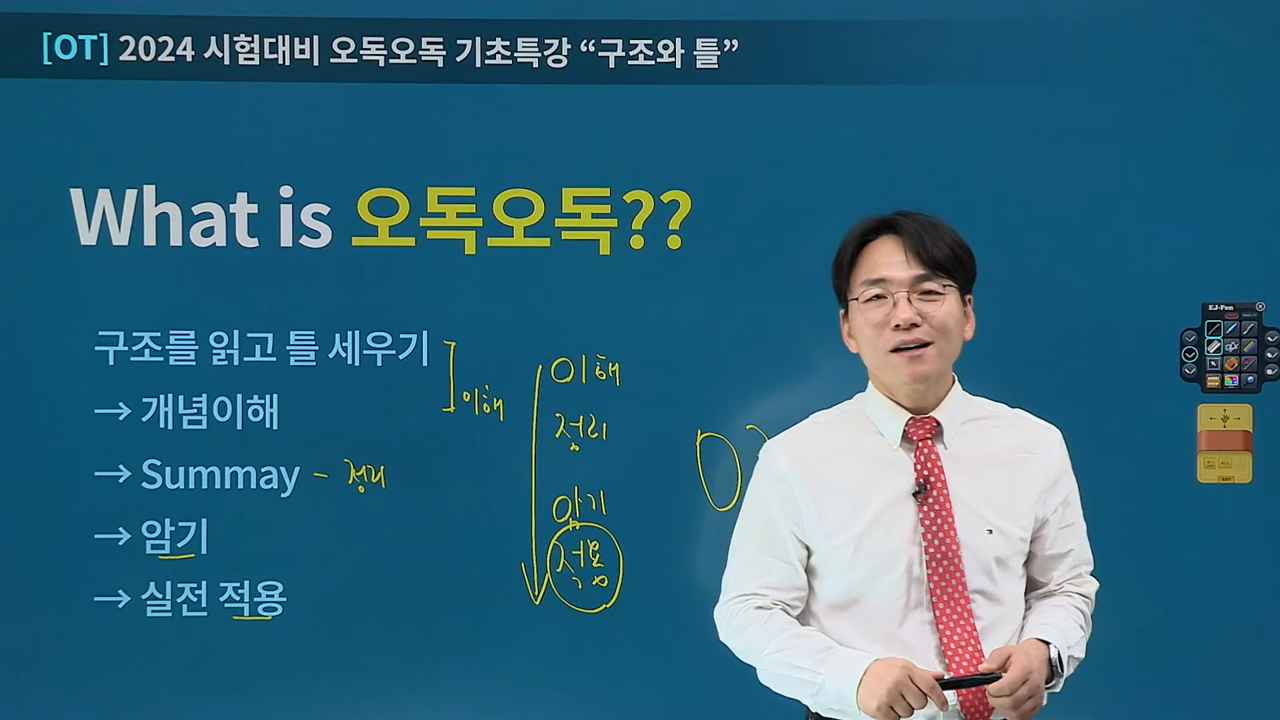 [OT] 2024 시험대비 오독오독 기초특강 “구조와 틀”
What is 오독오독??
구조를 읽고 틀 세우기
→ 개념이해
이해
→ Summay - 정리
→ 암기
→ 실전 적용
이해
정리
암기
적용
EJ-Pen